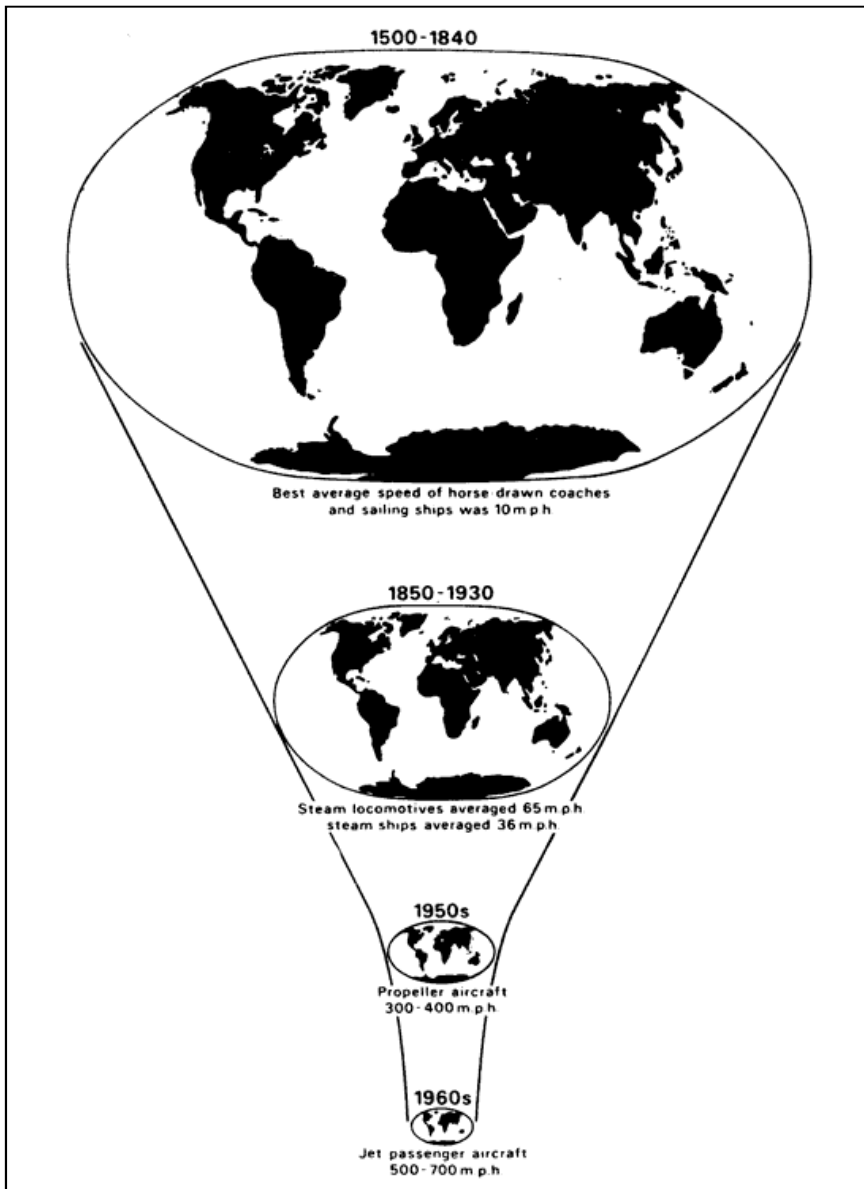 1500-1840
Best average speed of horse-drawn coaches
and sailing ships was 10 m.p.h.
1850-1930
Steam locomotives averaged 65 m.p.h.
steam ships averaged 36 m.p.h.
1950s
Propeller aircraft
300-400 m.p.h.
1960s
Jet passenger aircraft
500-700 m.p.h.